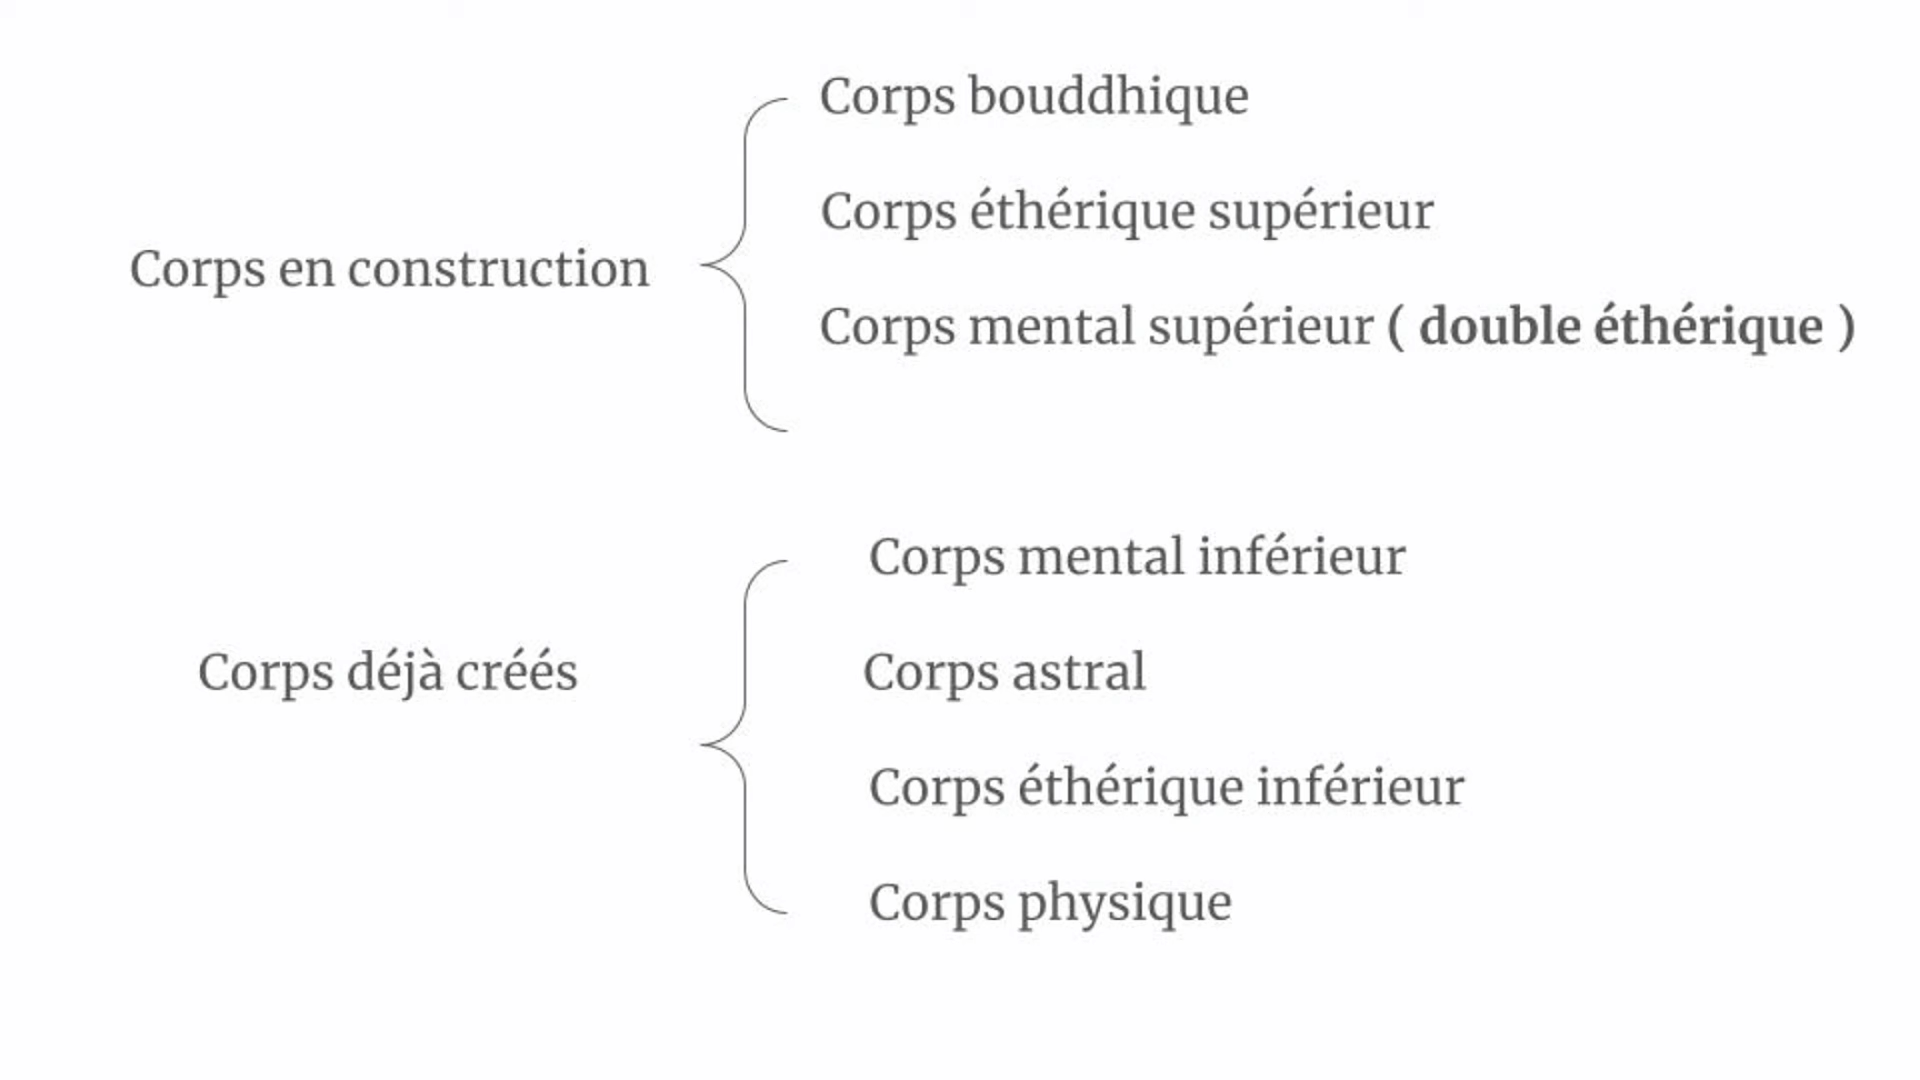 Corps en construction
Corps bouddhique
Corps éthérique supérieur
Corps mental supérieur ( double éthérique )
Corps déjà créés
Corps mental inférieur
Corps astral
Corps éthérique inférieur
Corps physique